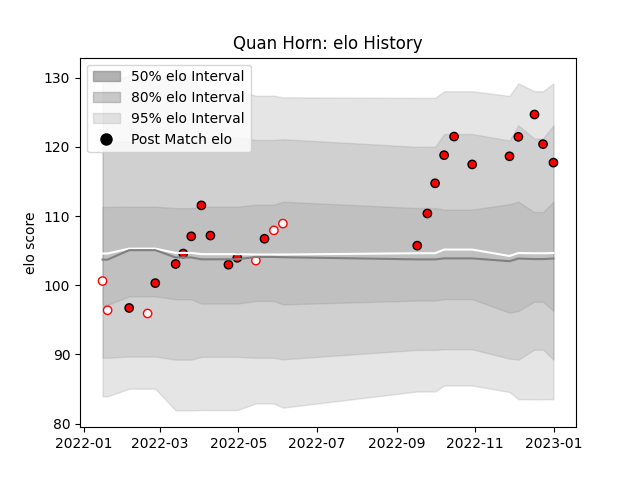 Quan Horn: elo History
50% elo Interval
80% elo Interval
95% elo Interval
Post Match elo
elo score
130
120
110
100
90
80
2022-01 2022-03 2022-05 2022-07 2022-09 2022-11 2023-01